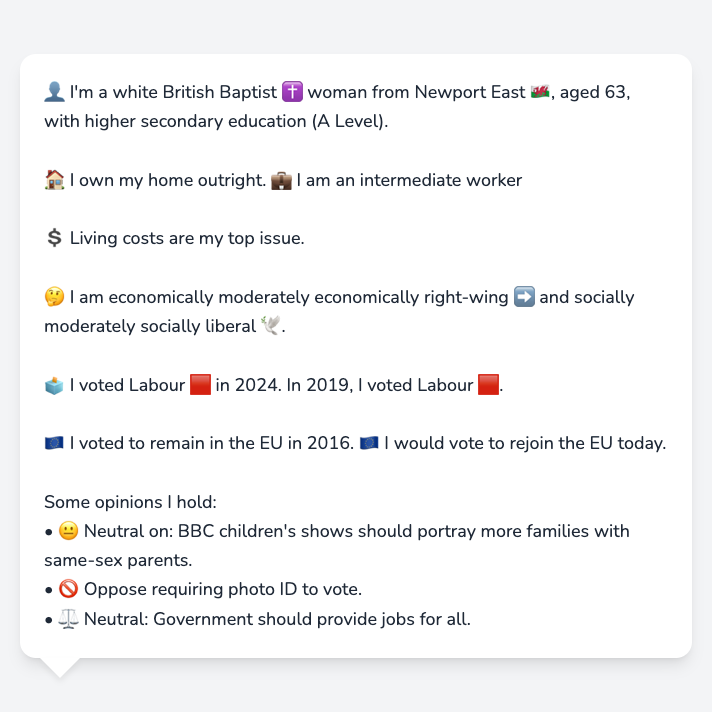 👤 I'm a white British Baptist ✝️ woman from Newport East 🏴󠁧󠁢󠁷󠁬󠁳󠁿, aged 63,
with higher secondary education (A Level).
🏠 I own my home outright. 💼 I am an intermediate worker
💲 Living costs are my top issue.
🤔 I am economically moderately economically right-wing ➡️ and socially
moderately socially liberal 🕊️.
🗳️ I voted Labour 🟥 in 2024. In 2019, I voted Labour 🟥.
🇪🇺 I voted to remain in the EU in 2016. 🇪🇺 I would vote to rejoin the EU today.
Some opinions I hold:
• 😐 Neutral on: BBC children's shows should portray more families with
same-sex parents.
• 🚫 Oppose requiring photo ID to vote.
• ⚖️ Neutral: Government should provide jobs for all.